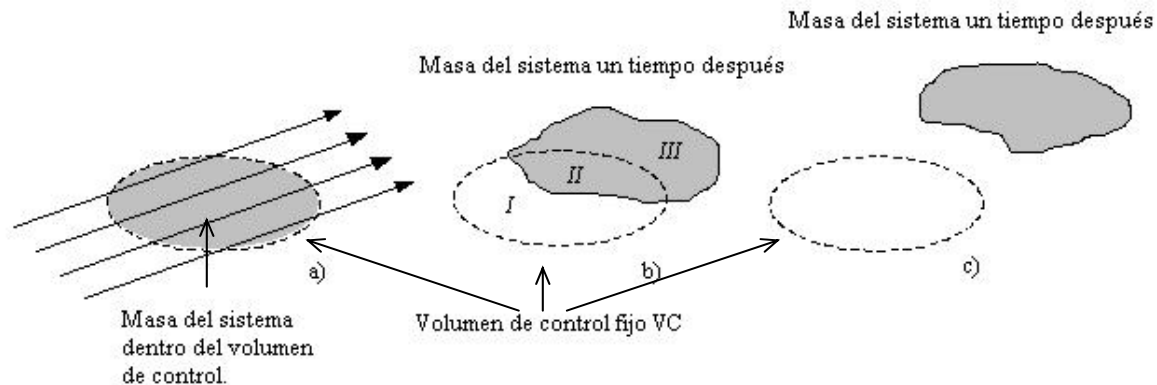 Masa del sistema un tiempo después
Masa del sistema un tiempo después
III
II
I
a)
b)
c)
Masa del sistema
dentro del volumen
de control.
Volumen de control fijo VC